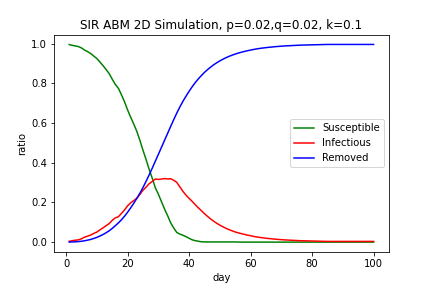 SIR ABM 2D Simulation, p=0.02,q=0.02, k=0.1
1.0
0.8
0.6
0.4
0.2
0.0
ratio
Susceptible
Infectious
Removed
0 20 40 60 80 100
day